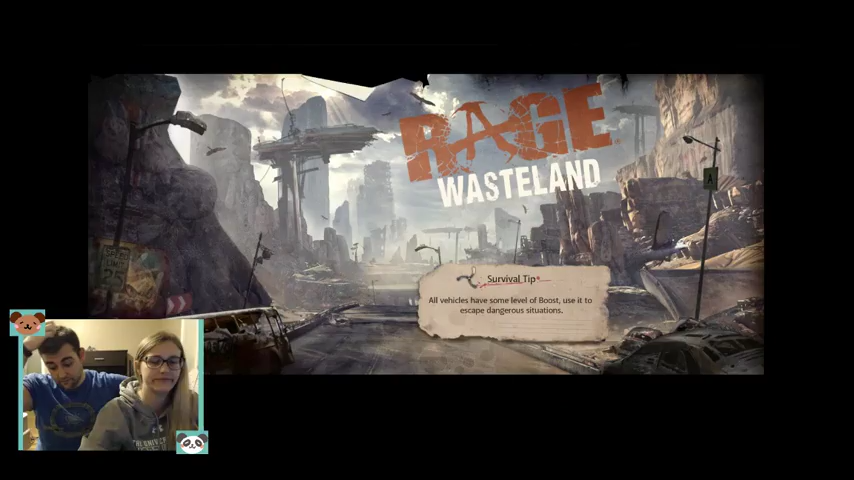 RAGE
WASTELAND
Survival Tip
All vehicles have some level of Boost, use it to
escape dangerous situations.